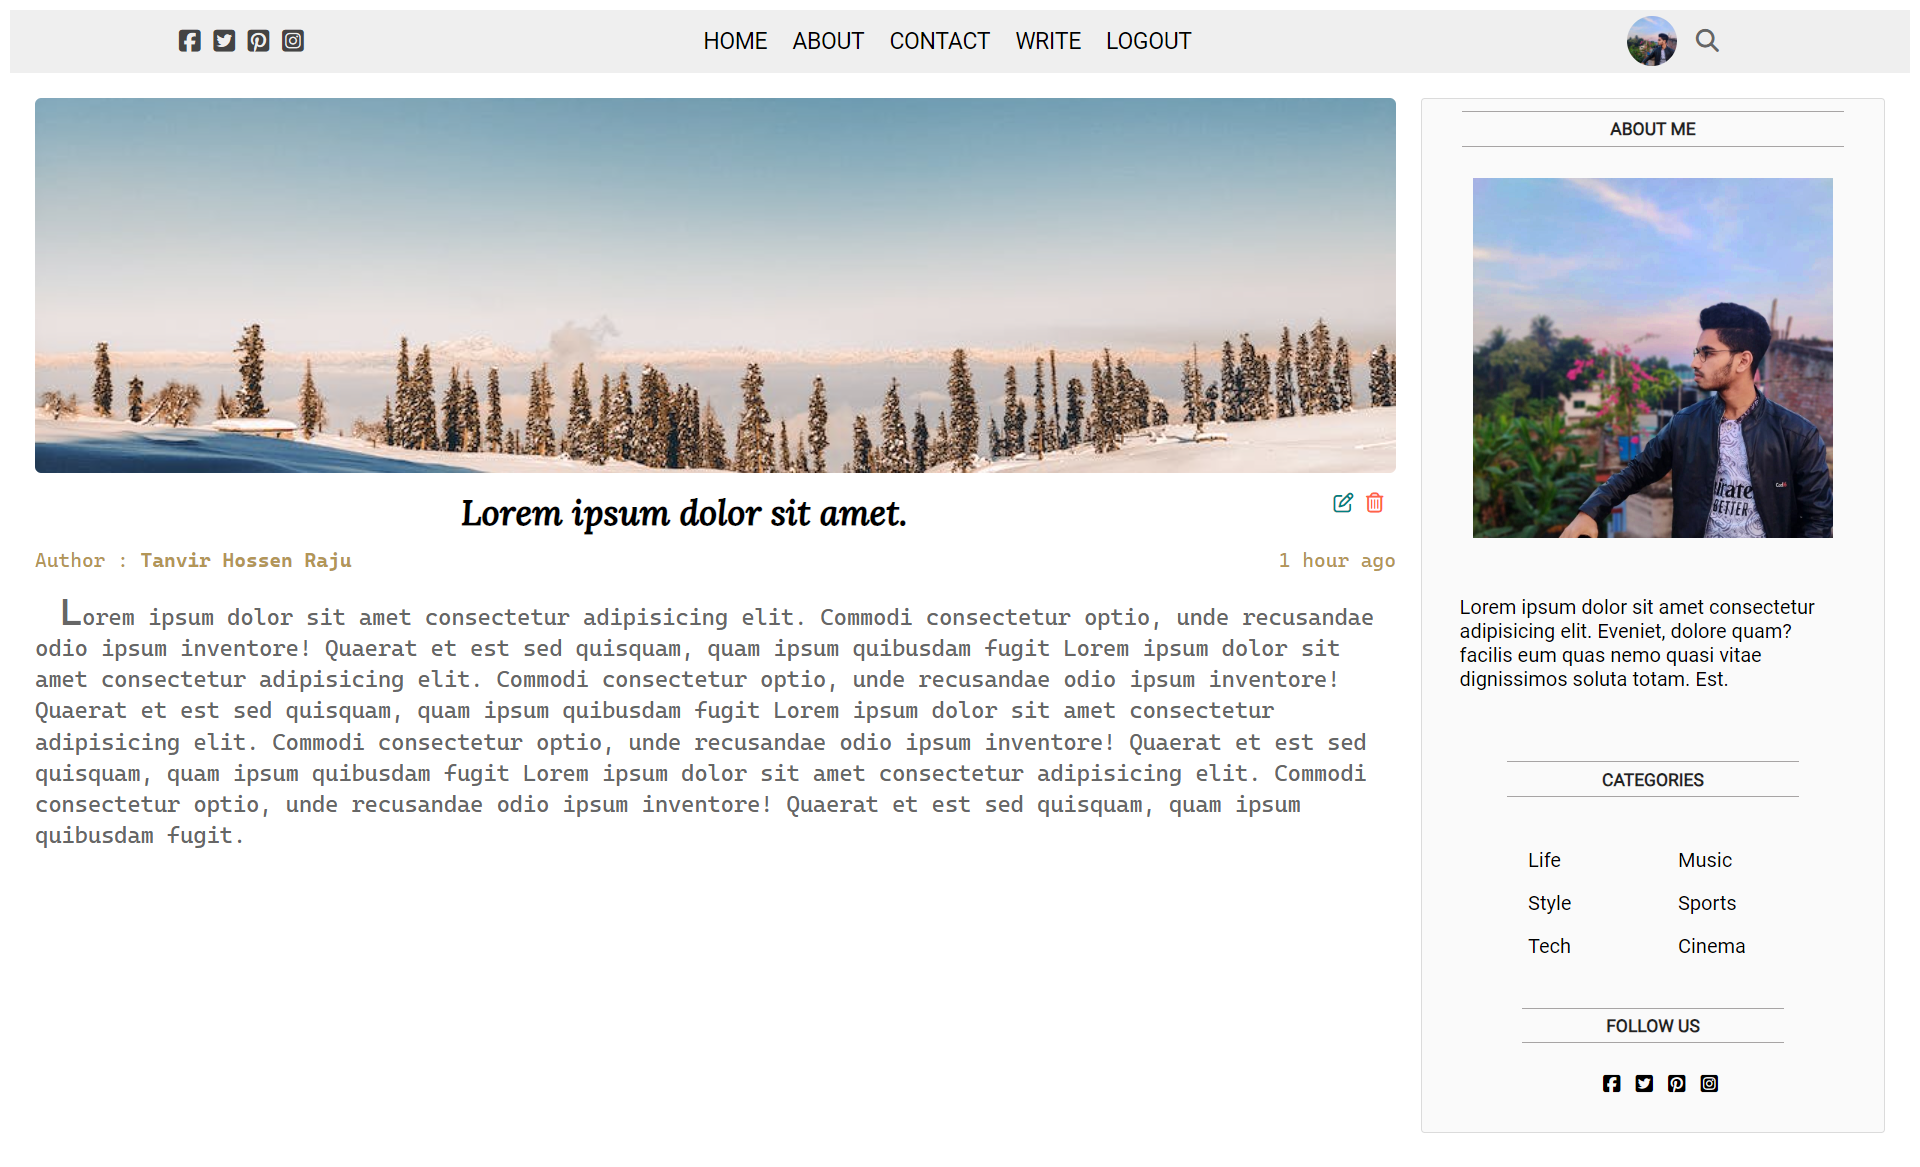 HOME ABOUT CONTACT WRITE LOGOUT
Lorem ipsum dolor sit amet.
Author : Tanvir Hossen Raju
1 hour ago
Lorem ipsum dolor sit amet consectetur adipisicing elit. Commodi consectetur optio, unde recusandae
odio ipsum inventore! Quaerat et est sed quisquam, quam ipsum quibusdam fugit Lorem ipsum dolor sit
amet consectetur adipisicing elit. Commodi consectetur optio, unde recusandae odio ipsum inventore!
Quaerat et est sed quisquam, quam ipsum quibusdam fugit Lorem ipsum dolor sit amet consectetur
adipisicing elit. Commodi consectetur optio, unde recusandae odio ipsum inventore! Quaerat et est sed
quisquam, quam ipsum quibusdam fugit Lorem ipsum dolor sit amet consectetur adipisicing elit. Commodi
consectetur optio, unde recusandae odio ipsum inventore! Quaerat et est sed quisquam, quam ipsum
quibusdam fugit.
ABOUT ME
BETTER
Lorem ipsum dolor sit amet consectetur
adipisicing elit. Eveniet, dolore quam?
facilis eum quas nemo quasi vitae
dignissimos soluta totam. Est.
CATEGORIES
Life
Music
Style
Sports
Tech
Cinema
FOLLOW US